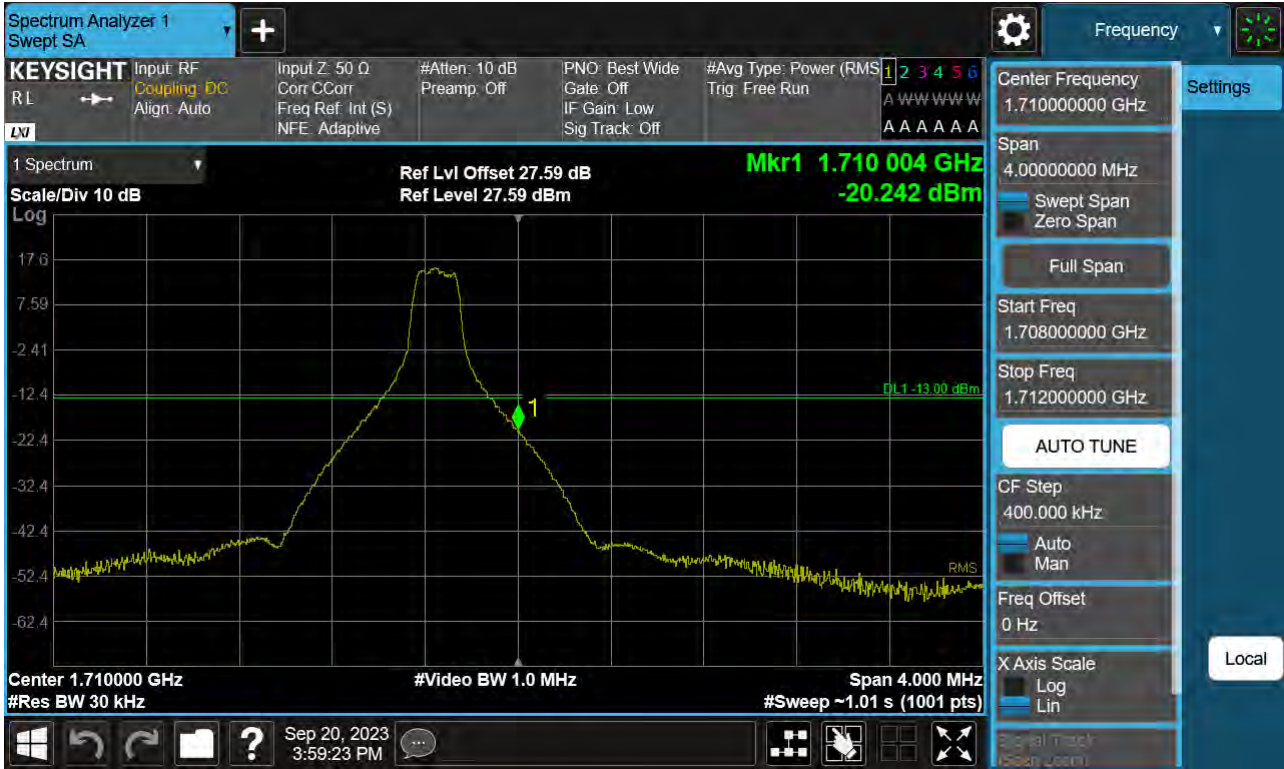 Spectrum Analyzer 1
Swept SA
Frequency
KEYSIGHT
RL
LXI
Input: RF
Coupling: DC
Align: Auto
Input Z: 50 Ω
Corr CCorr
Freq Ref: Int (S)
NFE: Adaptive
#Atten: 10 dB
Preamp: Off
PNO: Best Wide
Gate: Off
IF Gain: Low
Sig Track: Off
#Avg Type: Power (RMS
Trig: Free Run
1 2 3 4 5 6
A W W W W W
A A A A A A
1 Spectrum
Scale/Div 10 dB
Ref Lvl Offset 27.59 dB
Ref Level 27.59 dBm
Mkr1 1.710 004 GHz
-20.242 dBm
Log
17.6
7.59
-2.41
-12.4
-22.4
-32.4
-42.4
-52.4
-62.4
DL1 -13.00 dBm
1
RMS
Center 1.710000 GHz
#Video BW 1.0 MHz
Span 4.000 MHz
#Res BW 30 kHz
#Sweep ~1.01 s (1001 pts)
Center Frequency
1.710000000 GHz
Settings
Span
4.00000000 MHz
Swept Span
Zero Span
Full Span
Start Freq
1.708000000 GHz
Stop Freq
1.712000000 GHz
AUTO TUNE
CF Step
400.000 kHz
Auto
Man
Freq Offset
0 Hz
X Axis Scale
Log
Lin
Local
Signal Track
(Span Zoom)
?
Sep 20, 2023
3:59:23 PM